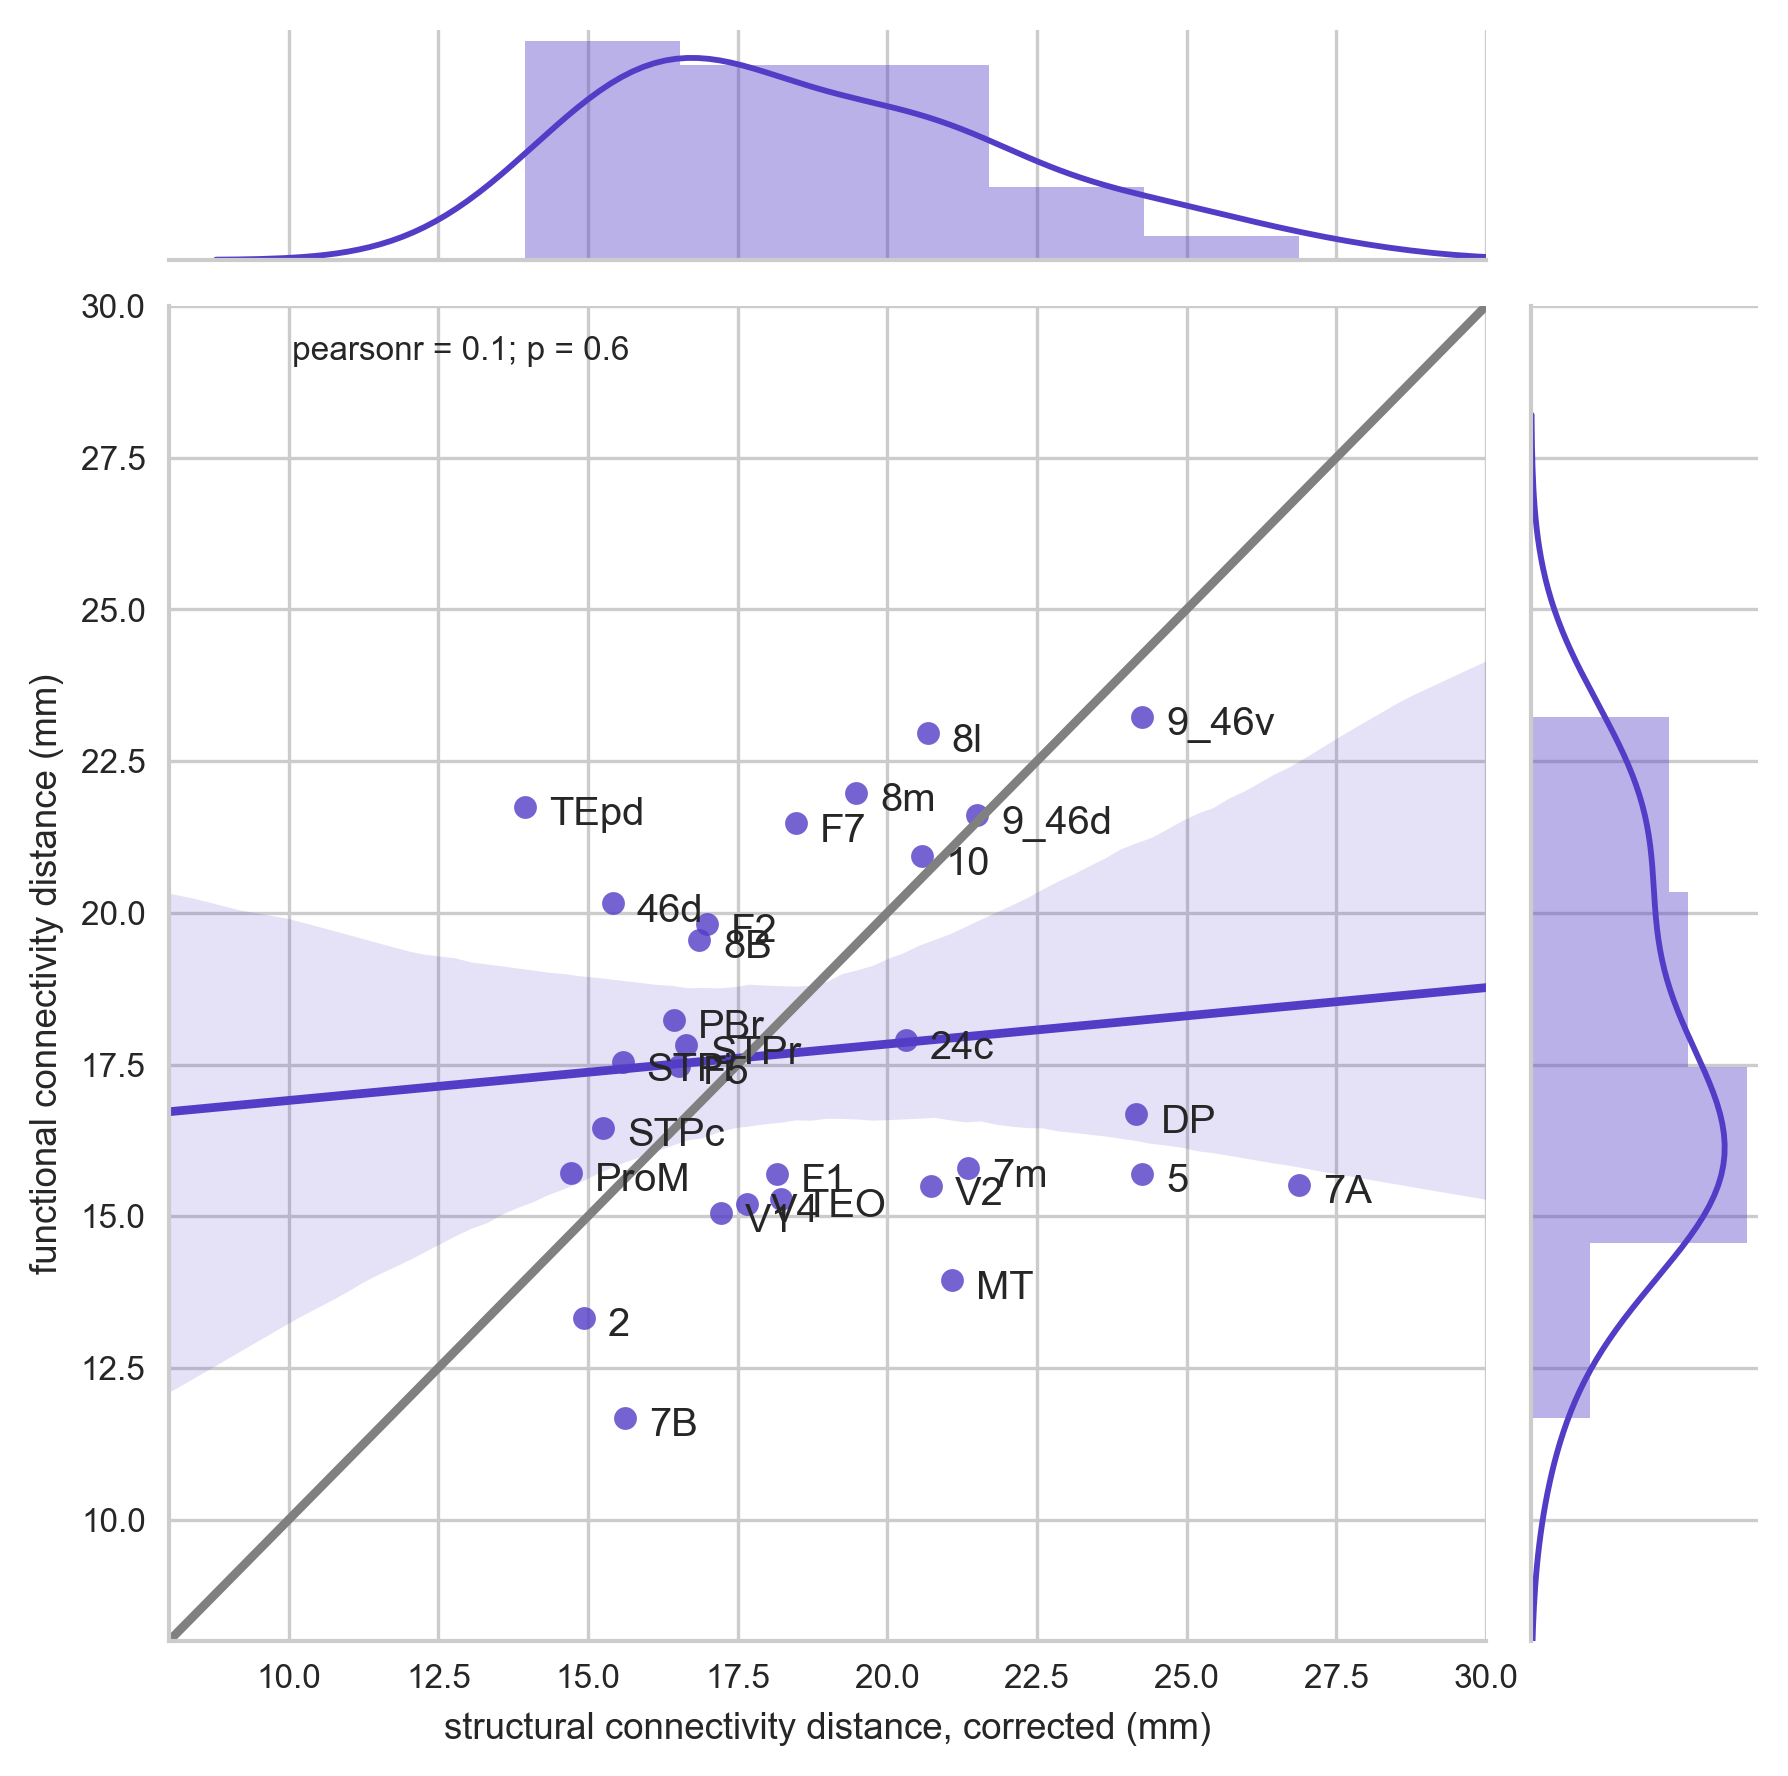 30.0
pearsonr = 0.1; p = 0.6
27.5
25.0
9_46v
8l
22.5
8m
TEpd
9_46d
F7
10
20.0
46d
F2
8B
PBr
STPr
24c
17.5
F5
DP
STPc
7m
ProM
F1
5
V2
7A
TEO
V4
V1
15.0
MT
2
12.5
7B
10.0
functional connectivity distance (mm)
10.0 12.5 15.0 17.5 20.0 22.5 25.0 27.5 30.0
structural connectivity distance, corrected (mm)